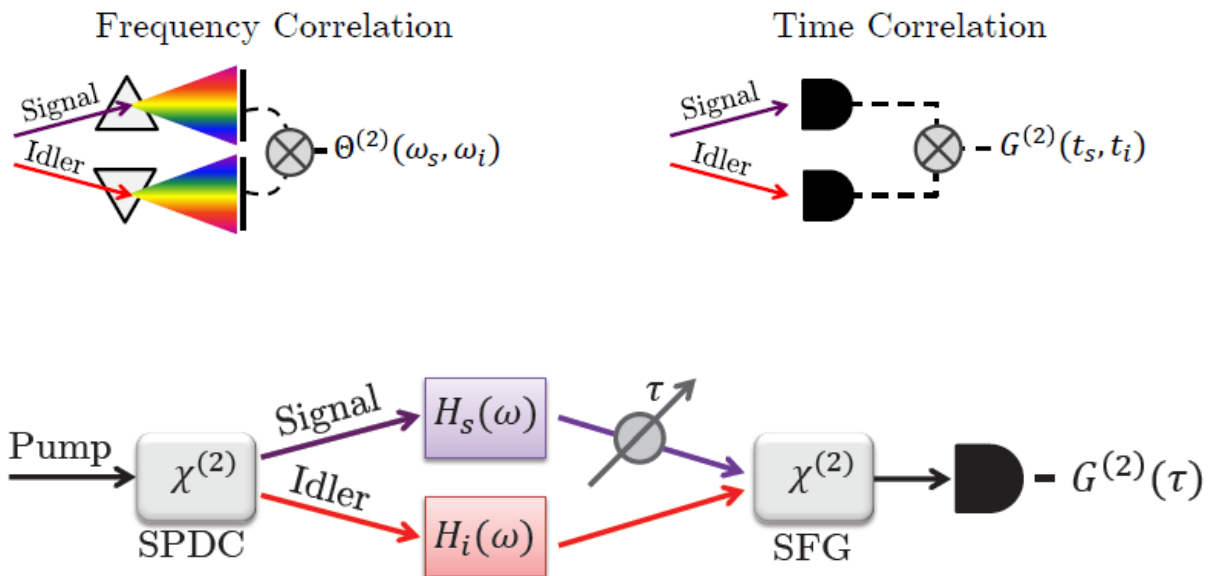 Frequency Correlation
Signal
Idler
Θ⁽²⁾(ω_s, ω_i)
Time Correlation
Signal
Idler
G⁽²⁾(t_s, t_i)
Pump
χ⁽²⁾
SPDC
Signal
Idler
H_s(ω)
H_i(ω)
τ
χ⁽²⁾
SFG
G⁽²⁾(τ)